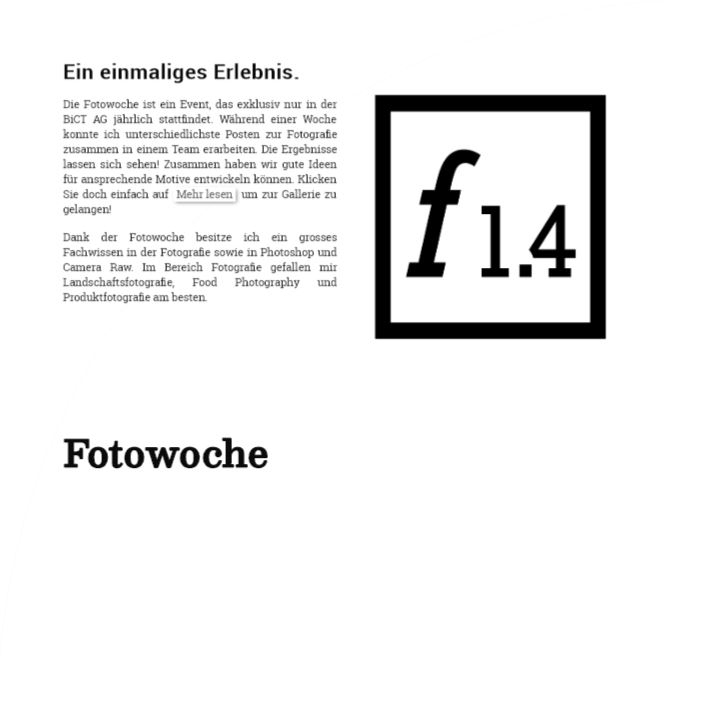 Ein einmaliges Erlebnis.
Die Fotowoche ist ein Event, das exklusiv nur in der
BiCT AG jährlich stattfindet. Während einer Woche
konnte ich unterschiedlichste Posten zur Fotografie
zusammen in einem Team erarbeiten. Die Ergebnisse
lassen sich sehen! Zusammen haben wir gute Ideen
für ansprechende Motive entwickeln können. Klicken
Sie doch einfach auf Mehr lesen um zur Gallerie zu
gelangen!
Dank der Fotowoche besitze ich ein grosses
Fachwissen in der Fotografie sowie in Photoshop und
Camera Raw. Im Bereich Fotografie gefallen mir
Landschaftsfotografie, Food Photography und
Produktfotografie am besten.
f 1.4
Fotowoche